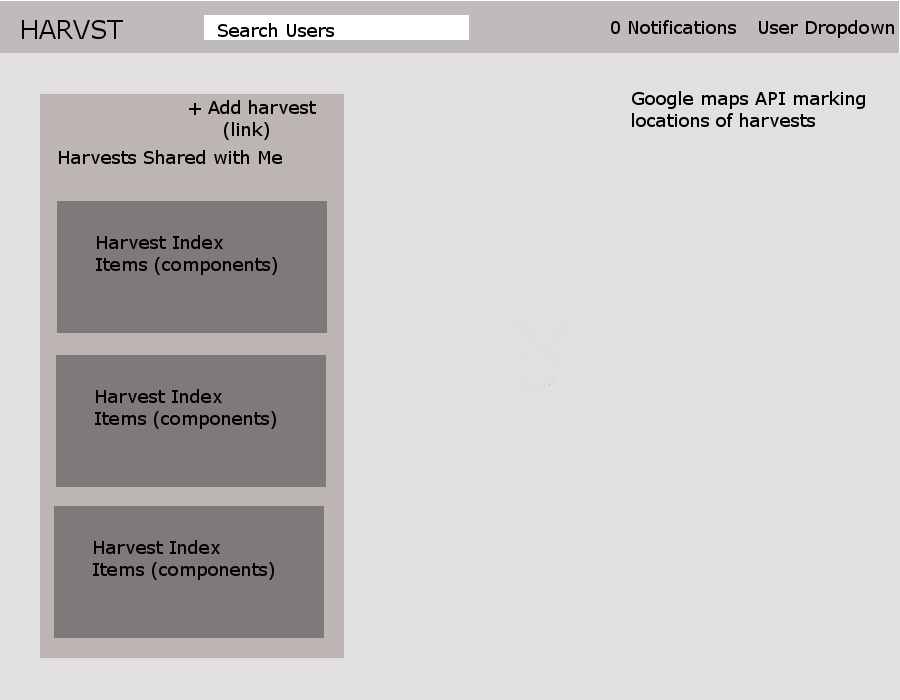 HARVST
Search Users
0 Notifications
User Dropdown
+ Add harvest
(link)
Harvests Shared with Me
Harvest Index
Items (components)
Harvest Index
Items (components)
Harvest Index
Items (components)
Google maps API marking
locations of harvests